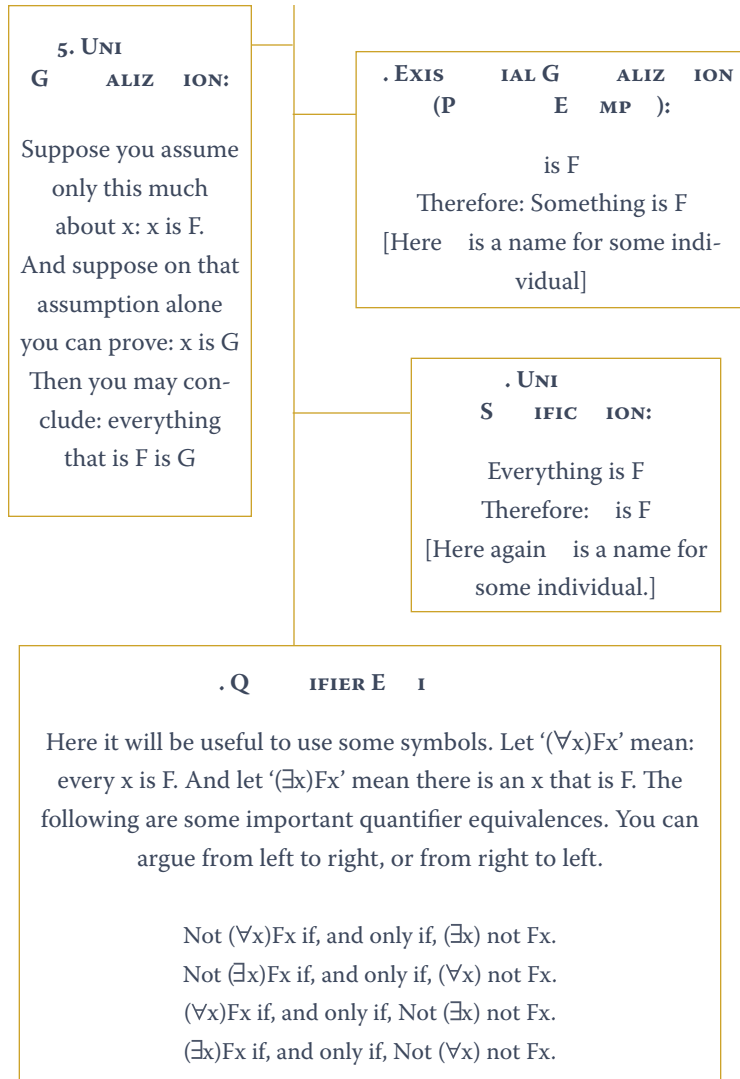 5. Uni
G aliz ion:
Suppose you assume
only this much
about x: x is F.
And suppose on that
assumption alone
you can prove: x is G
Then you may con-
clude: everything
that is F is G
. Exis ial G aliz ion
(P E mp ):
is F
Therefore: Something is F
[Here is a name for some indi-
vidual]
. Uni
S ific ion:
Everything is F
Therefore: is F
[Here again is a name for
some individual.]
. Q ifier E i
Here it will be useful to use some symbols. Let ‘(∀x)Fx’ mean:
every x is F. And let ‘(∃x)Fx’ mean there is an x that is F. The
following are some important quantifier equivalences. You can
argue from left to right, or from right to left.
Not (∀x)Fx if, and only if, (∃x) not Fx.
Not (∃x)Fx if, and only if, (∀x) not Fx.
(∀x)Fx if, and only if, Not (∃x) not Fx.
(∃x)Fx if, and only if, Not (∀x) not Fx.